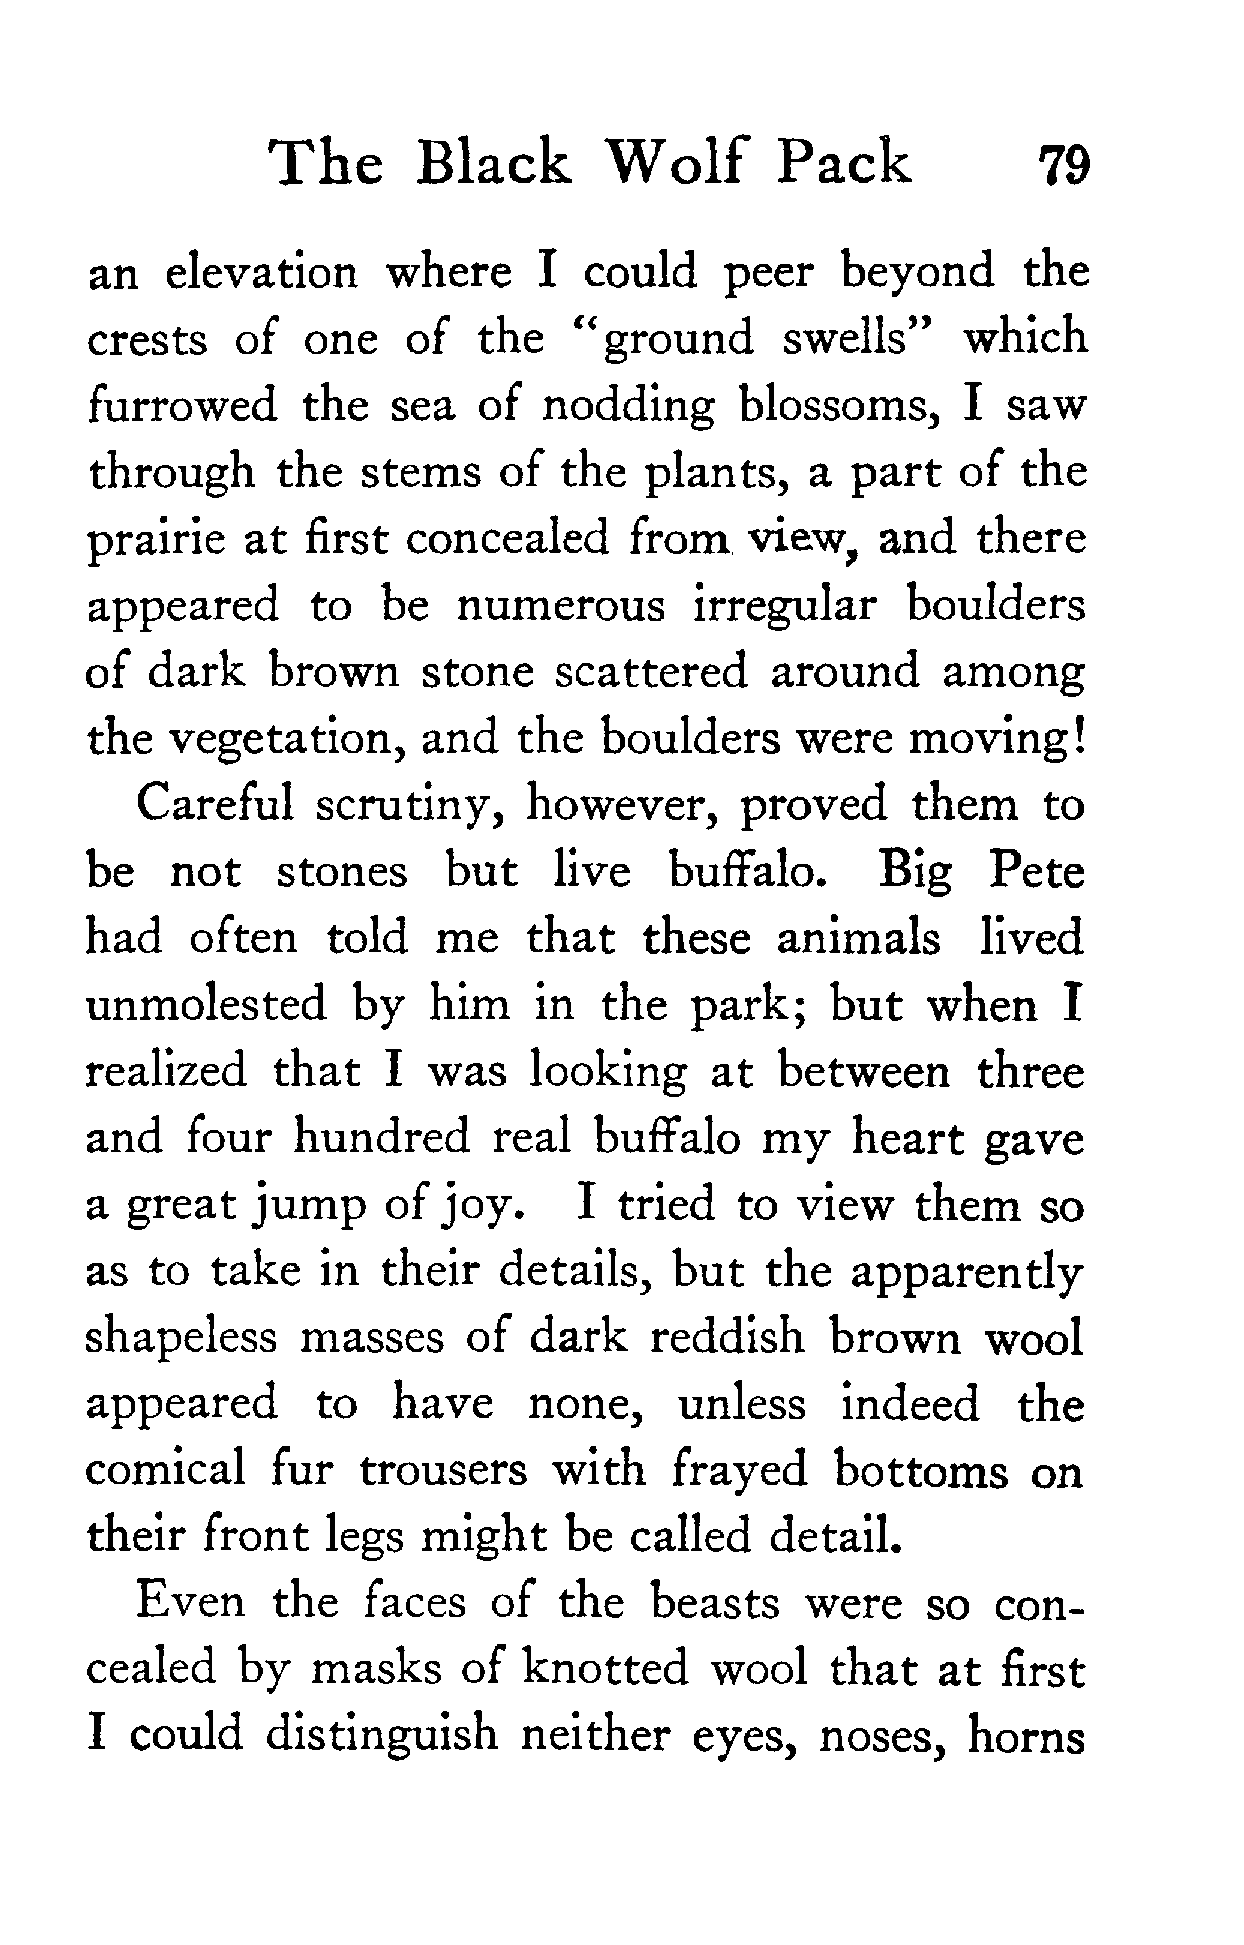 The Black Wolf Pack 79
an elevation where I could peer beyond the
crests of one of the “ground swells” which
furrowed the sea of nodding blossoms, I saw
through the stems of the plants, a part of the
prairie at first concealed from view, and there
appeared to be numerous irregular boulders
of dark brown stone scattered around among
the vegetation, and the boulders were moving!
Careful scrutiny, however, proved them to
be not stones but live buffalo. Big Pete
had often told me that these animals lived
unmolested by him in the park; but when I
realized that I was looking at between three
and four hundred real buffalo my heart gave
a great jump of joy. I tried to view them so
as to take in their details, but the apparently
shapeless masses of dark reddish brown wool
appeared to have none, unless indeed the
comical fur trousers with frayed bottoms on
their front legs might be called detail.
Even the faces of the beasts were so con-
cealed by masks of knotted wool that at first
I could distinguish neither eyes, noses, horns